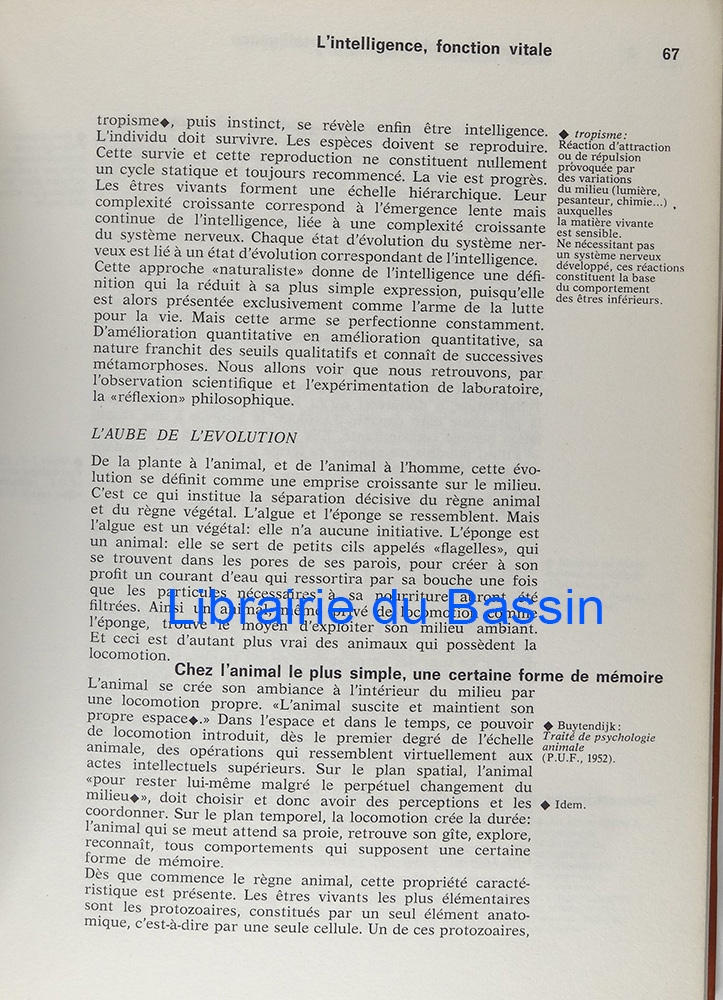 L'intelligence, fonction vitale
67
tropisme◆, puis instinct, se révèle enfin être intelligence.
L'individu doit survivre. Les espèces doivent se reproduire.
Cette survie et cette reproduction ne constituent nullement
un cycle statique et toujours recommencé. La vie est progrès.
Les êtres vivants forment une échelle hiérarchique. Leur
complexité croissante correspond à l'émergence lente mais
continue de l'intelligence, liée à une complexité croissante
du système nerveux. Chaque état d'évolution du système ner-
veux est lié à un état d'évolution correspondant de l'intelligence.
Cette approche «naturaliste» donne de l'intelligence une défi-
nition qui la réduit à sa plus simple expression, puisqu'elle
est alors présentée exclusivement comme l'arme de la lutte
pour la vie. Mais cette arme se perfectionne constamment.
D'amélioration quantitative en amélioration quantitative, sa
nature franchit des seuils qualitatifs et connaît de successives
métamorphoses. Nous allons voir que nous retrouvons, par
l'observation scientifique et l'expérimentation de laboratoire,
la «réflexion» philosophique.
◆ tropisme:
Réaction d'attraction
ou de répulsion
provoquée par
des variations
du milieu (lumière,
pesanteur, chimie...)
auxquelles
la matière vivante
est sensible.
Ne nécessitant pas
un système nerveux
développé, ces réactions
constituent la base
du comportement
des êtres inférieurs.
L'AUBE DE L'EVOLUTION
De la plante à l'animal, et de l'animal à l'homme, cette évo-
lution se définit comme une emprise croissante sur le milieu.
C'est ce qui institue la séparation décisive du règne animal
et du règne végétal. L'algue et l'éponge se ressemblent. Mais
l'algue est un végétal: elle n'a aucune initiative. L'éponge est
un animal: elle se sert de petits cils appelés «flagelles», qui
se trouvent dans les pores de ses parois, pour créer à son
profit un courant d'eau qui ressortira par sa bouche une fois
que les particules nécessaires à sa nourriture auront été
filtrées. Ainsi un animal, même privé de locomotion comme
l'éponge, trouve le moyen d'exploiter son milieu ambiant.
Et ceci est d'autant plus vrai des animaux qui possèdent la
locomotion.
Librairie du Bassin
Chez l'animal le plus simple, une certaine forme de mémoire
L'animal se crée son ambiance à l'intérieur du milieu par
une locomotion propre. «L'animal suscite et maintient son
propre espace◆.» Dans l'espace et dans le temps, ce pouvoir
de locomotion introduit, dès le premier degré de l'échelle
animale, des opérations qui ressemblent virtuellement aux
actes intellectuels supérieurs. Sur le plan spatial, l'animal
«pour rester lui-même malgré le perpétuel changement du
milieu◆», doit choisir et donc avoir des perceptions et les
coordonner. Sur le plan temporel, la locomotion crée la durée:
l'animal qui se meut attend sa proie, retrouve son gîte, explore,
reconnaît, tous comportements qui supposent une certaine
forme de mémoire.
Dès que commence le règne animal, cette propriété caracté-
ristique est présente. Les êtres vivants les plus élémentaires
sont les protozoaires, constitués par un seul élément anato-
mique, c'est-à-dire par une seule cellule. Un de ces protozoaires,
◆ Buytendijk:
Traité de psychologie
animale
(P.U.F., 1952).
◆ Idem.